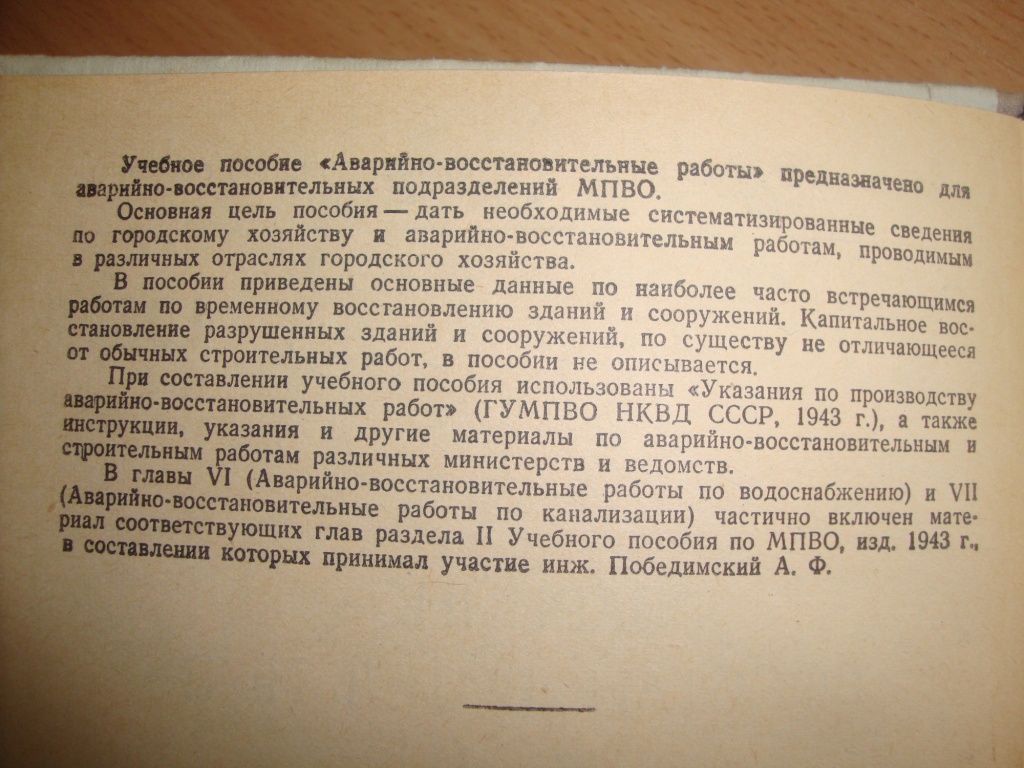 Учебное пособие «Аварийно-восстановительные работы» предназначено для
аварийно-восстановительных подразделений МПВО.
Основная цель пособия — дать необходимые систематизированные сведения
по городскому хозяйству и аварийно-восстановительным работам, проводимым
в различных отраслях городского хозяйства.
В пособии приведены основные данные по наиболее часто встречающимся
работам по временному восстановлению зданий и сооружений. Капитальное вос-
становление разрушенных зданий и сооружений, по существу не отличающееся
от обычных строительных работ, в пособии не описывается.
При составлении учебного пособия использованы «Указания по производству
аварийно-восстановительных работ» (ГУМПВО НКВД СССР, 1943 г.), а также
инструкции, указания и другие материалы по аварийно-восстановительным и
строительным работам различных министерств и ведомств.
В главы VI (Аварийно-восстановительные работы по водоснабжению) и VII
(Аварийно-восстановительные работы по канализации) частично включен мате-
риал соответствующих глав раздела II Учебного пособия по МПВО, изд. 1943 г.,
в составлении которых принимал участие инж. Победимский А. Ф.